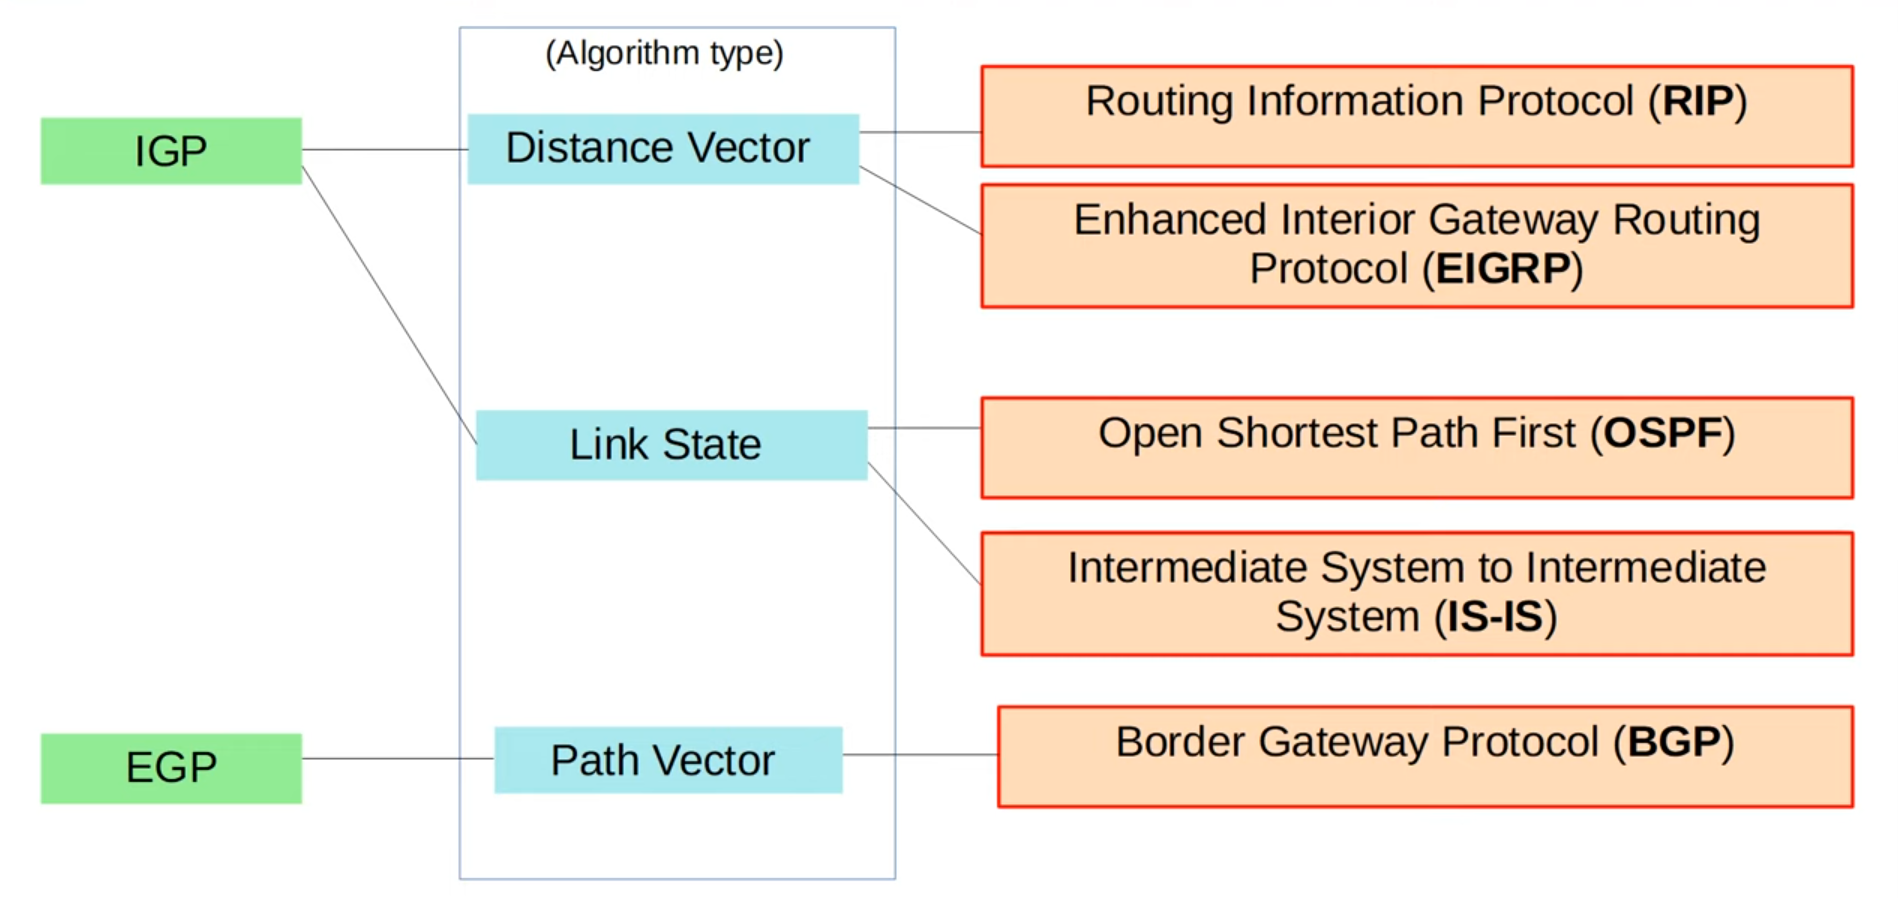 (Algorithm type)
IGP
Distance Vector
Routing Information Protocol (RIP)
Enhanced Interior Gateway Routing
Protocol (EIGRP)
Link State
Open Shortest Path First (OSPF)
Intermediate System to Intermediate
System (IS-IS)
EGP
Path Vector
Border Gateway Protocol (BGP)